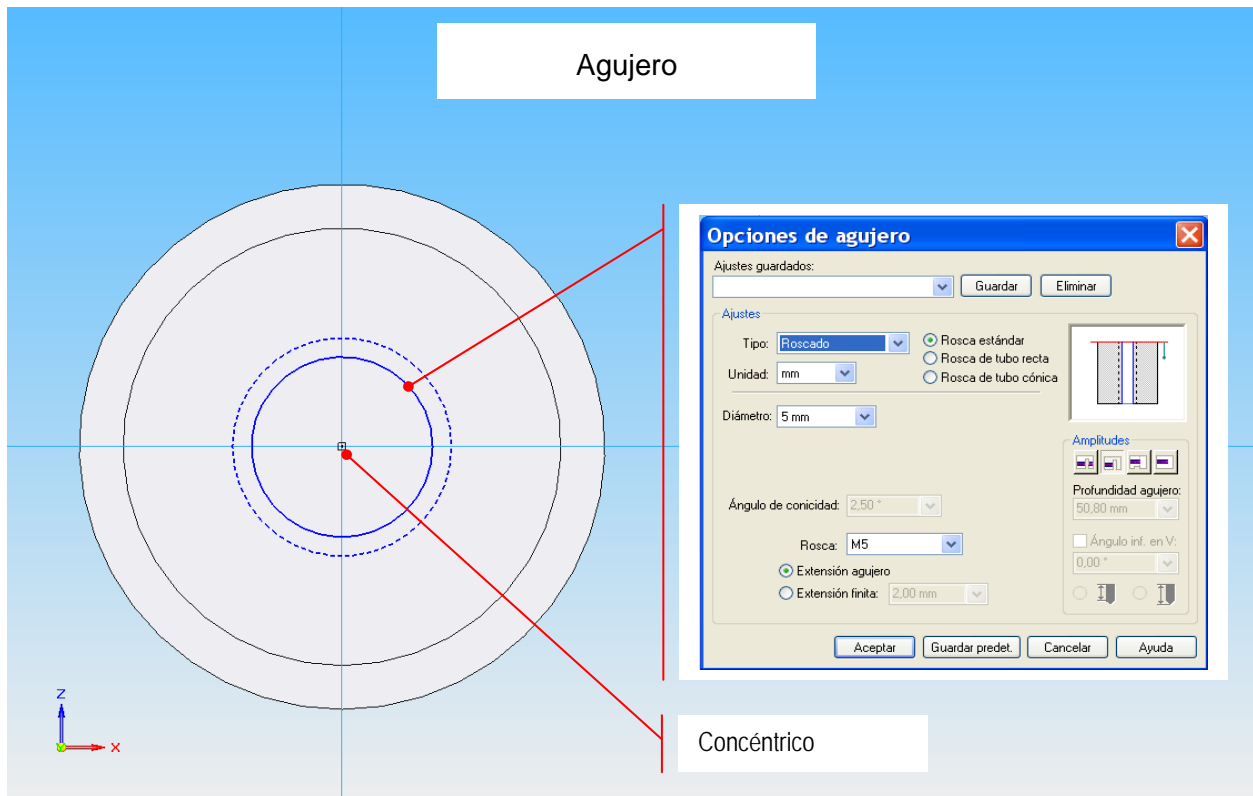 Agujero
Opciones de agujero
Ajustes guardados:
Guardar
Eliminar
Ajustes
Tipo: Roscado
Rosca estándar
Rosca de tubo recta
Rosca de tubo cónica
Unidad: mm
Diámetro: 5 mm
Amplitudes
Profundidad agujero:
50,80 mm
Ángulo de conicidad: 2,50 °
Ángulo inf. en V:
0,00 °
Rosca: M5
Extensión agujero
Extensión finita: 2,00 mm
Aceptar
Guardar predet.
Cancelar
Ayuda
Z
X
Concéntrico